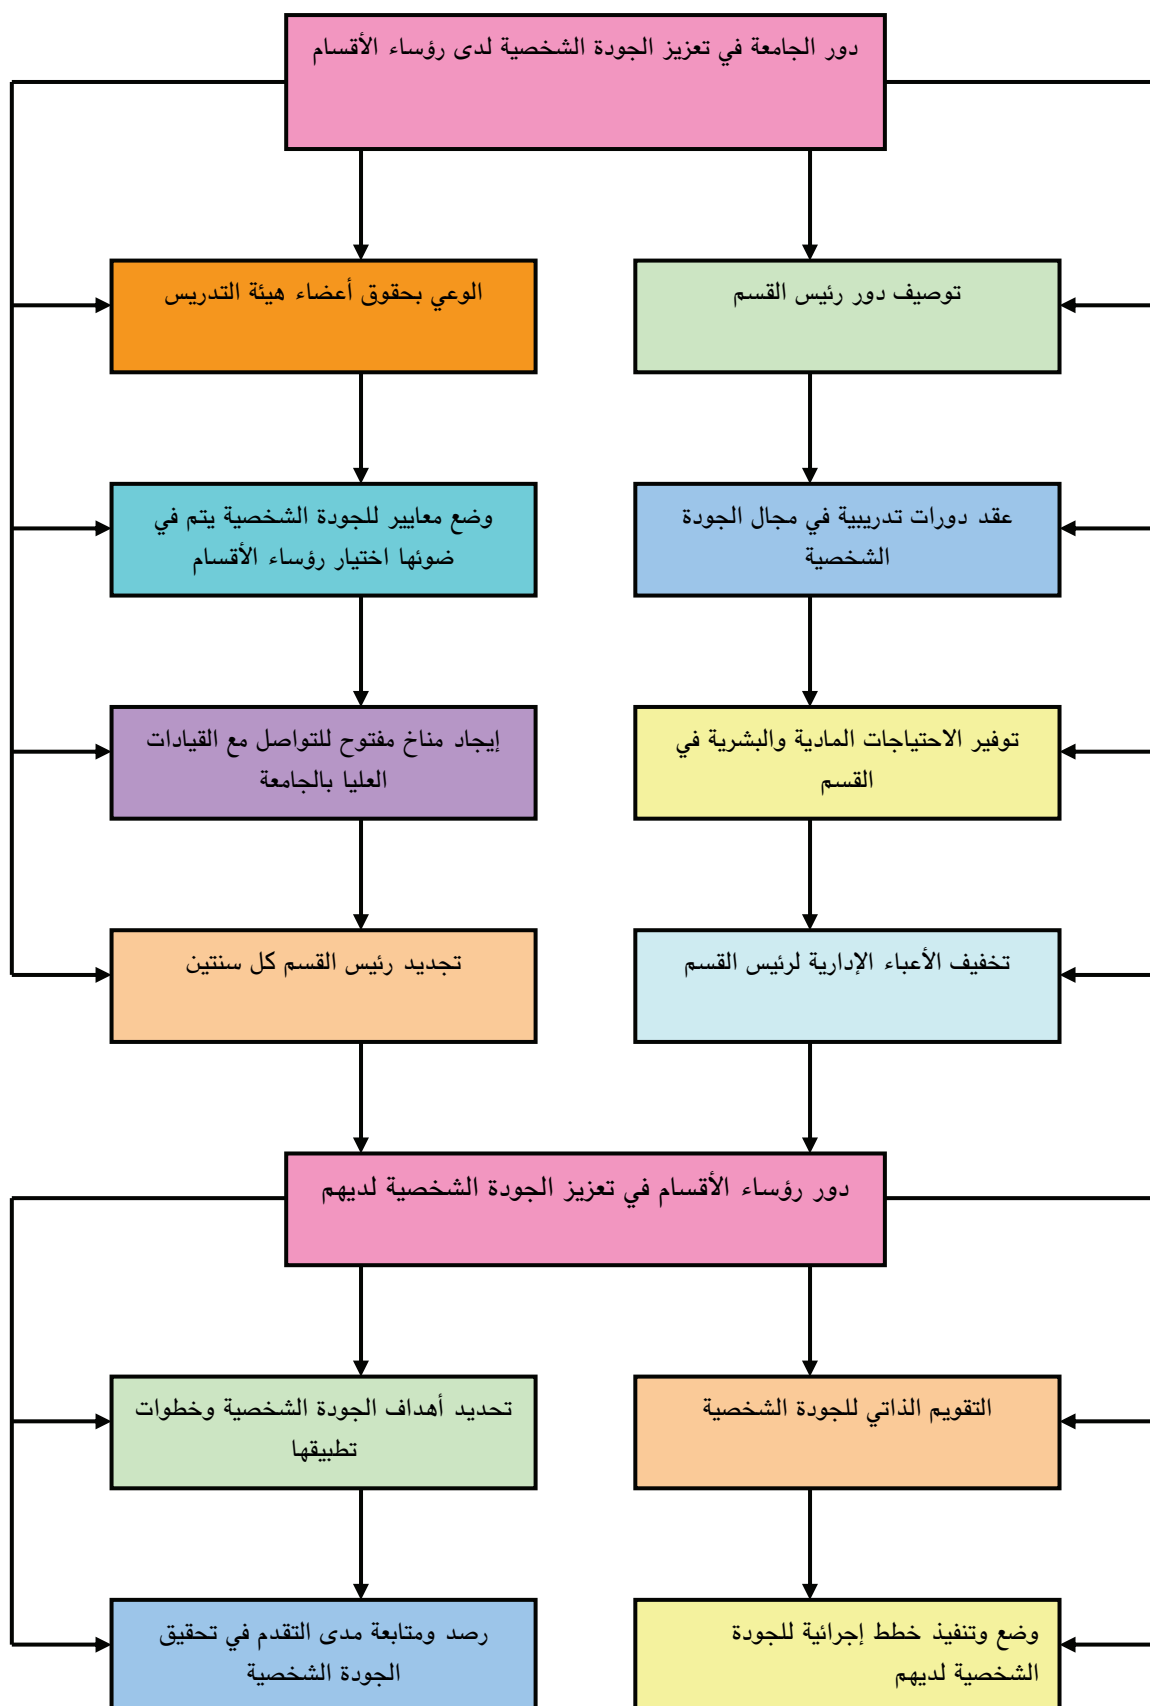 دور الجامعة في تعزيز الجودة الشخصية لدى رؤساء الأقسام
توصيف دور رئيس القسم
الوعي بحقوق أعضاء هيئة التدريس
عقد دورات تدريبية في مجال الجودة
الشخصية
وضع معايير للجودة الشخصية يتم في
ضوئها اختيار رؤساء الأقسام
توفير الاحتياجات المادية والبشرية في
القسم
إيجاد مناخ مفتوح للتواصل مع القيادات
العليا بالجامعة
تخفيف الأعباء الإدارية لرئيس القسم
تجديد رئيس القسم كل سنتين
دور رؤساء الأقسام في تعزيز الجودة الشخصية لديهم
التقويم الذاتي للجودة الشخصية
تحديد أهداف الجودة الشخصية وخطوات
تطبيقها
وضع وتنفيذ خطط إجرائية للجودة
الشخصية لديهم
رصد ومتابعة مدى التقدم في تحقيق
الجودة الشخصية